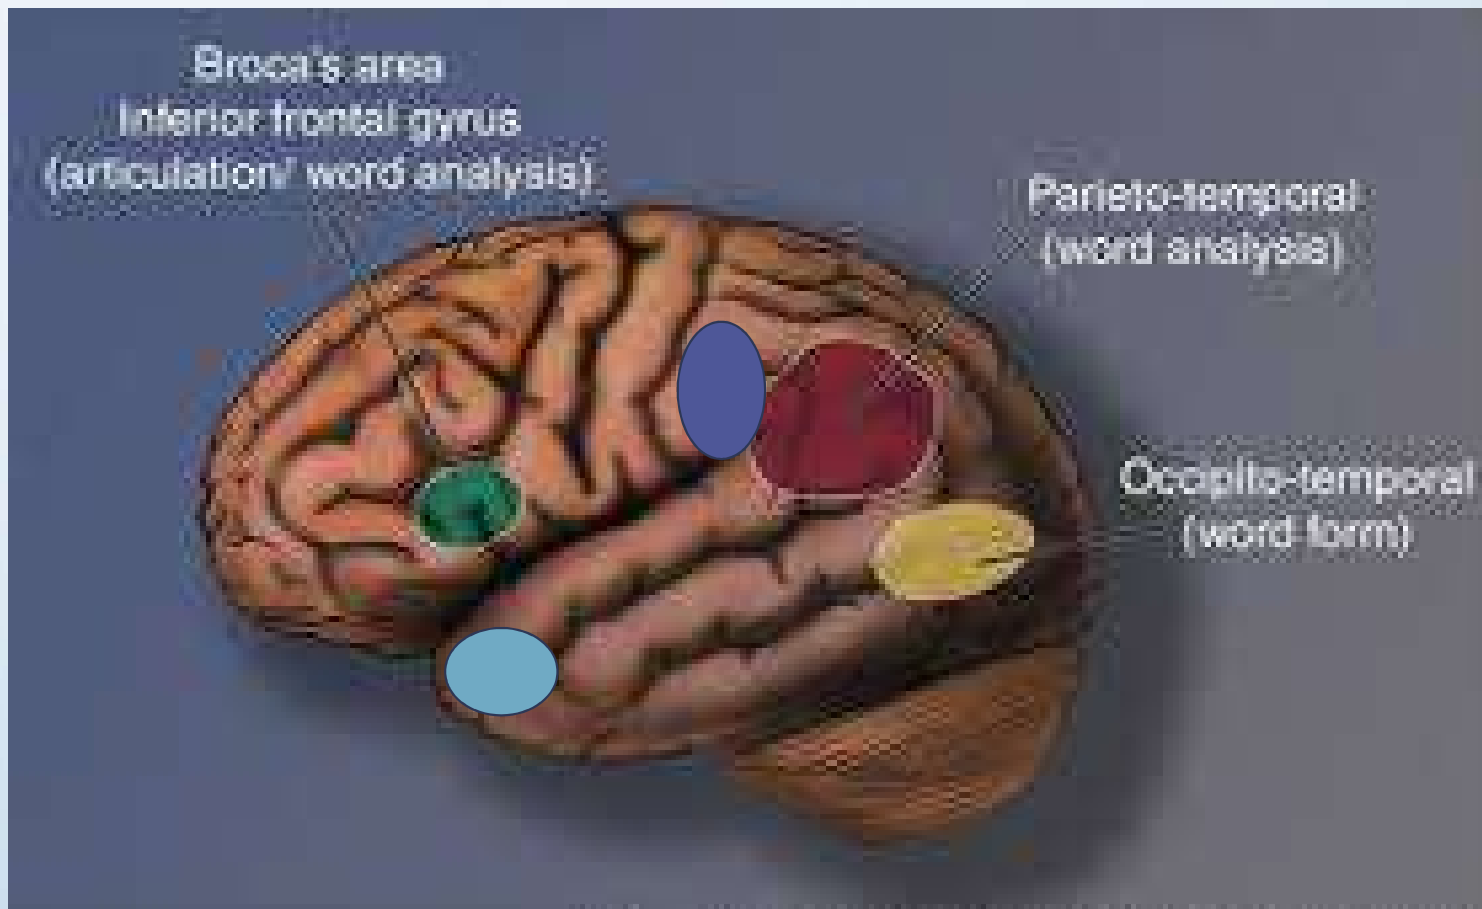 Broca's area
Inferior frontal gyrus
(articulation/ word analysis)
Parieto-temporal
(word analysis)
Occipito-temporal
(word form)